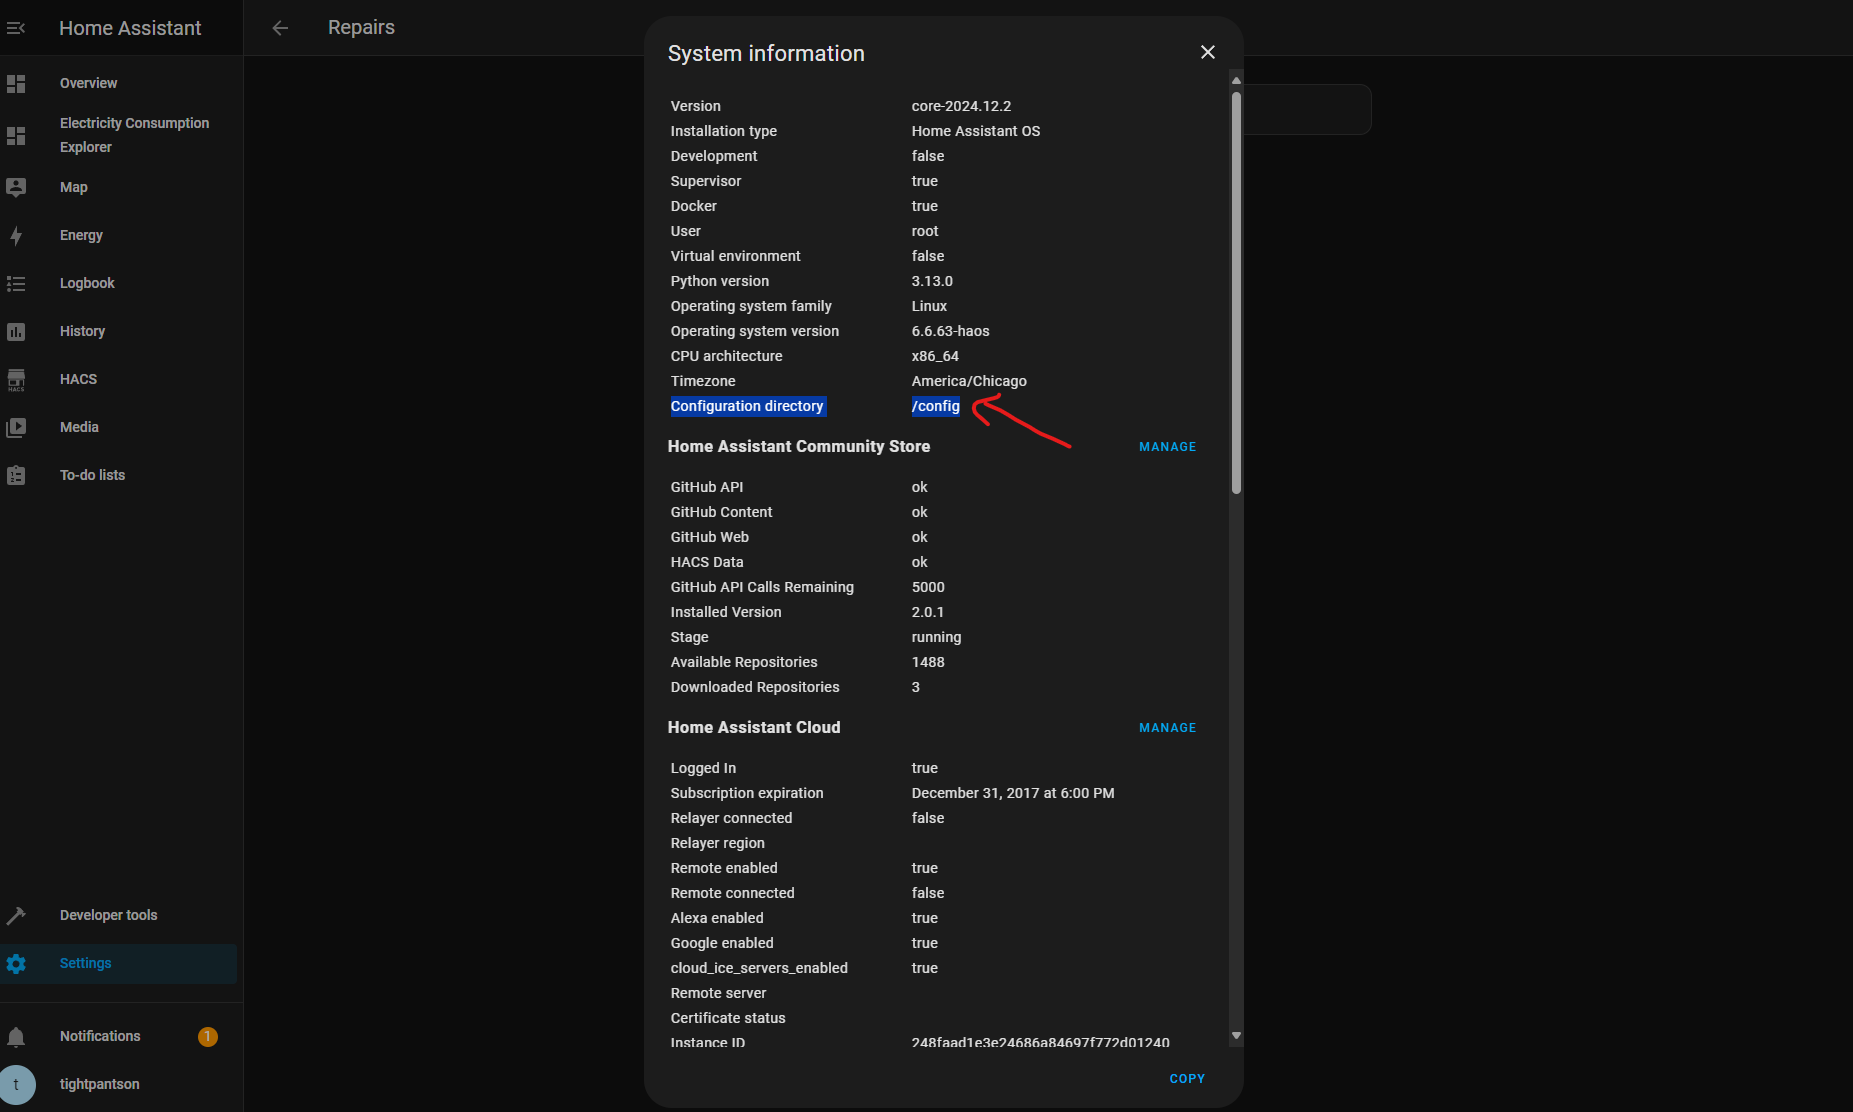 Home Assistant
Repairs
Overview
Electricity Consumption
Explorer
Map
Energy
Logbook
History
HACS
HACS
Media
To-do lists
Developer tools
Settings
Notifications 1
t tightpantson
System information
Version core-2024.12.2
Installation type Home Assistant OS
Development false
Supervisor true
Docker true
User root
Virtual environment false
Python version 3.13.0
Operating system family Linux
Operating system version 6.6.63-haos
CPU architecture x86_64
Timezone America/Chicago
Configuration directory /config
Home Assistant Community Store MANAGE
GitHub API ok
GitHub Content ok
GitHub Web ok
HACS Data ok
GitHub API Calls Remaining 5000
Installed Version 2.0.1
Stage running
Available Repositories 1488
Downloaded Repositories 3
Home Assistant Cloud MANAGE
Logged In true
Subscription expiration December 31, 2017 at 6:00 PM
Relayer connected false
Relayer region
Remote enabled true
Remote connected false
Alexa enabled true
Google enabled true
cloud_ice_servers_enabled true
Remote server
Certificate status
Instance ID 248faad1e3e24686a84697f772d01240
COPY